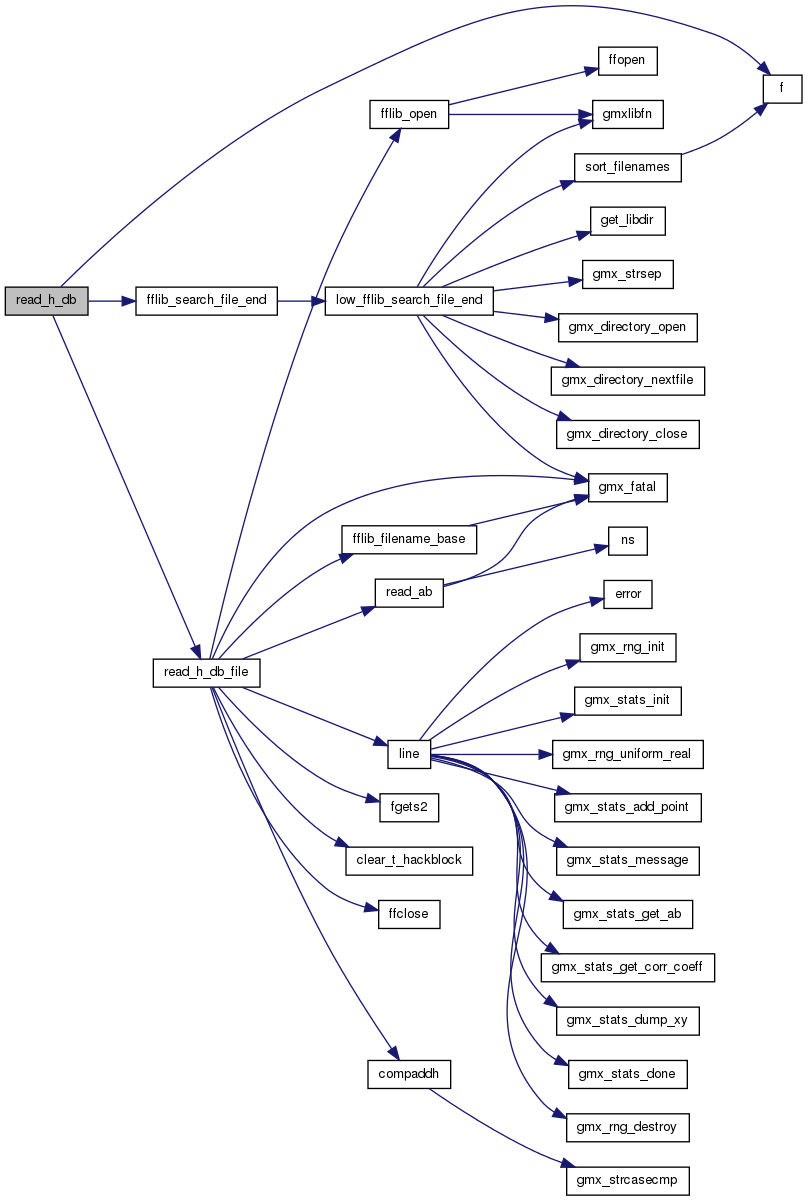 ffopen
f
fflib_open
gmxlibfn
sort_filenames
get_libdir
gmx_strsep
read_h_db
fflib_search_file_end
low_fflib_search_file_end
gmx_directory_open
gmx_directory_nextfile
gmx_directory_close
gmx_fatal
fflib_filename_base
ns
read_ab
error
gmx_rng_init
read_h_db_file
gmx_stats_init
line
gmx_rng_uniform_real
fgets2
gmx_stats_add_point
clear_t_hackblock
gmx_stats_message
ffclose
gmx_stats_get_ab
gmx_stats_get_corr_coeff
gmx_stats_dump_xy
compaddh
gmx_stats_done
gmx_rng_destroy
gmx_strcasecmp